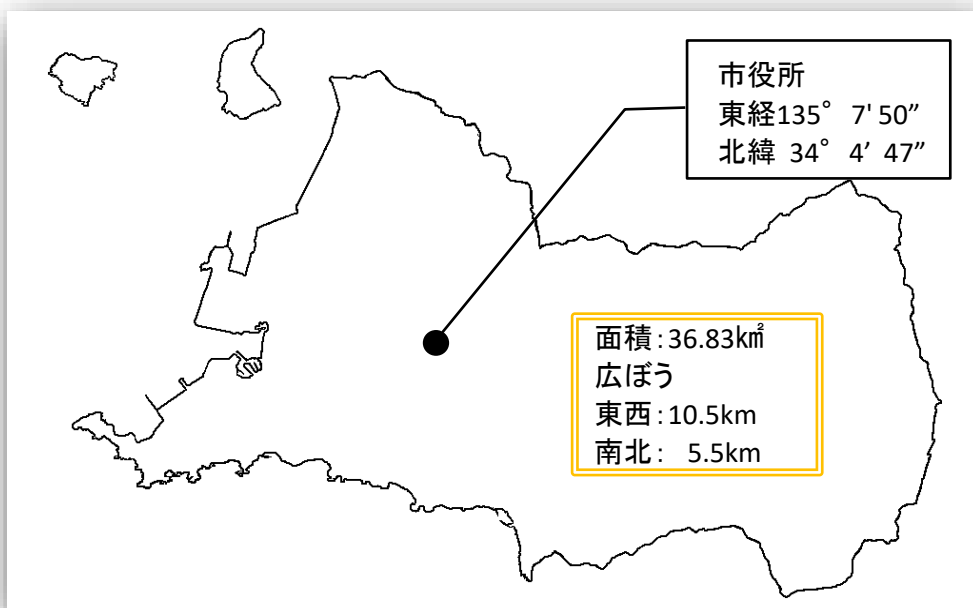 市役所
東経135° 7' 50”
北緯 34° 4’ 47”
面積：36.83㎢
広ぼう
東西：10.5km
南北： 5.5km